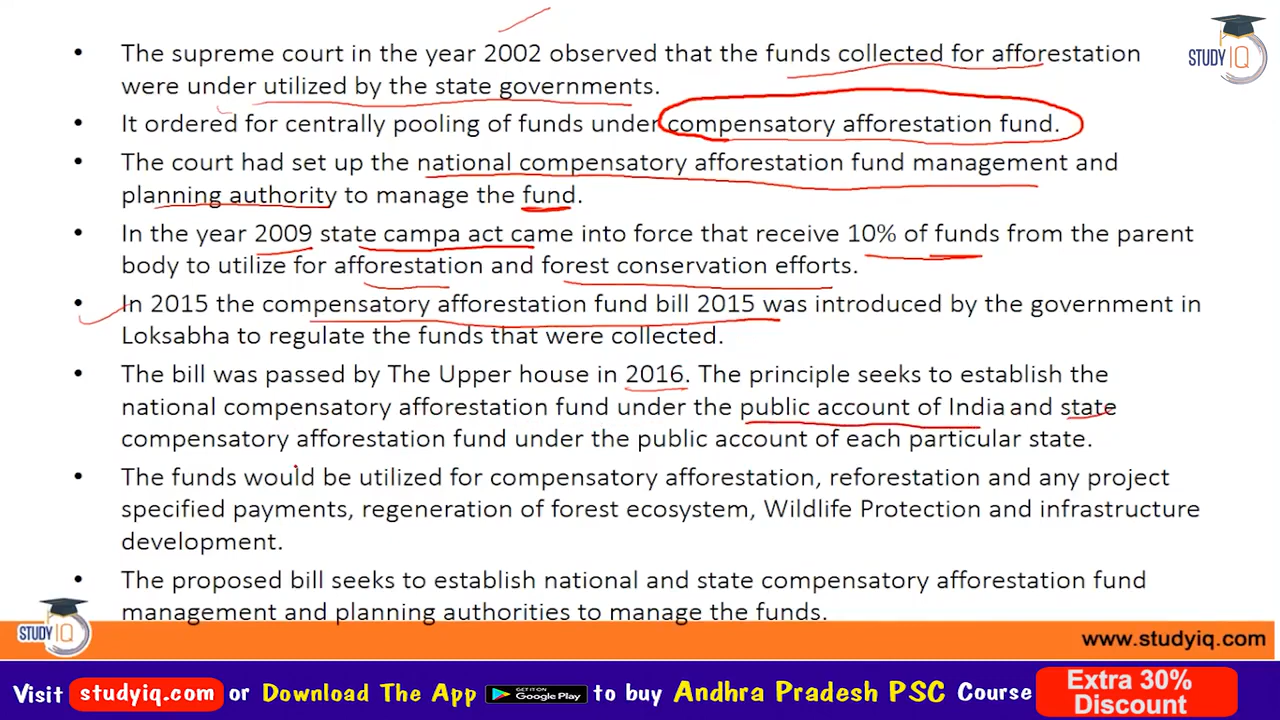 STUDY IQ
• The supreme court in the year 2002 observed that the funds collected for afforestation
were under utilized by the state governments.
• It ordered for centrally pooling of funds under compensatory afforestation fund.
• The court had set up the national compensatory afforestation fund management and
planning authority to manage the fund.
• In the year 2009 state campa act came into force that receive 10% of funds from the parent
body to utilize for afforestation and forest conservation efforts.
• In 2015 the compensatory afforestation fund bill 2015 was introduced by the government in
Loksabha to regulate the funds that were collected.
• The bill was passed by The Upper house in 2016. The principle seeks to establish the
national compensatory afforestation fund under the public account of India and state
compensatory afforestation fund under the public account of each particular state.
• The funds would be utilized for compensatory afforestation, reforestation and any project
specified payments, regeneration of forest ecosystem, Wildlife Protection and infrastructure
development.
• The proposed bill seeks to establish national and state compensatory afforestation fund
management and planning authorities to manage the funds.
STUDY IQ
www.studyiq.com
Visit studyiq.com or Download The App GET IT ON Google Play to buy Andhra Pradesh PSC Course
Extra 30%
Discount